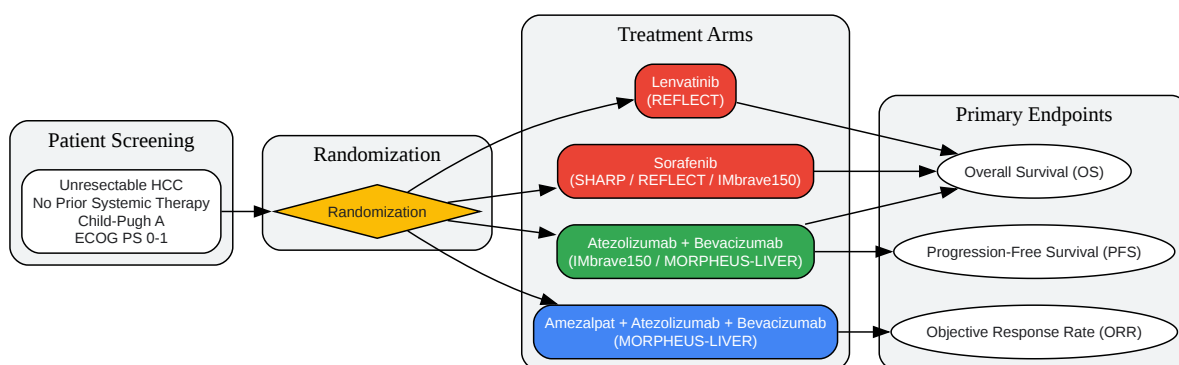 Patient Screening
Unresectable HCC
No Prior Systemic Therapy
Child-Pugh A
ECOG PS 0-1
Randomization
Randomization
Treatment Arms
Lenvatinib
(REFLECT)
Sorafenib
(SHARP / REFLECT / IMbrave150)
Atezolizumab + Bevacizumab
(IMbrave150 / MORPHEUS-LIVER)
Amezalpat + Atezolizumab + Bevacizumab
(MORPHEUS-LIVER)
Primary Endpoints
Overall Survival (OS)
Progression-Free Survival (PFS)
Objective Response Rate (ORR)